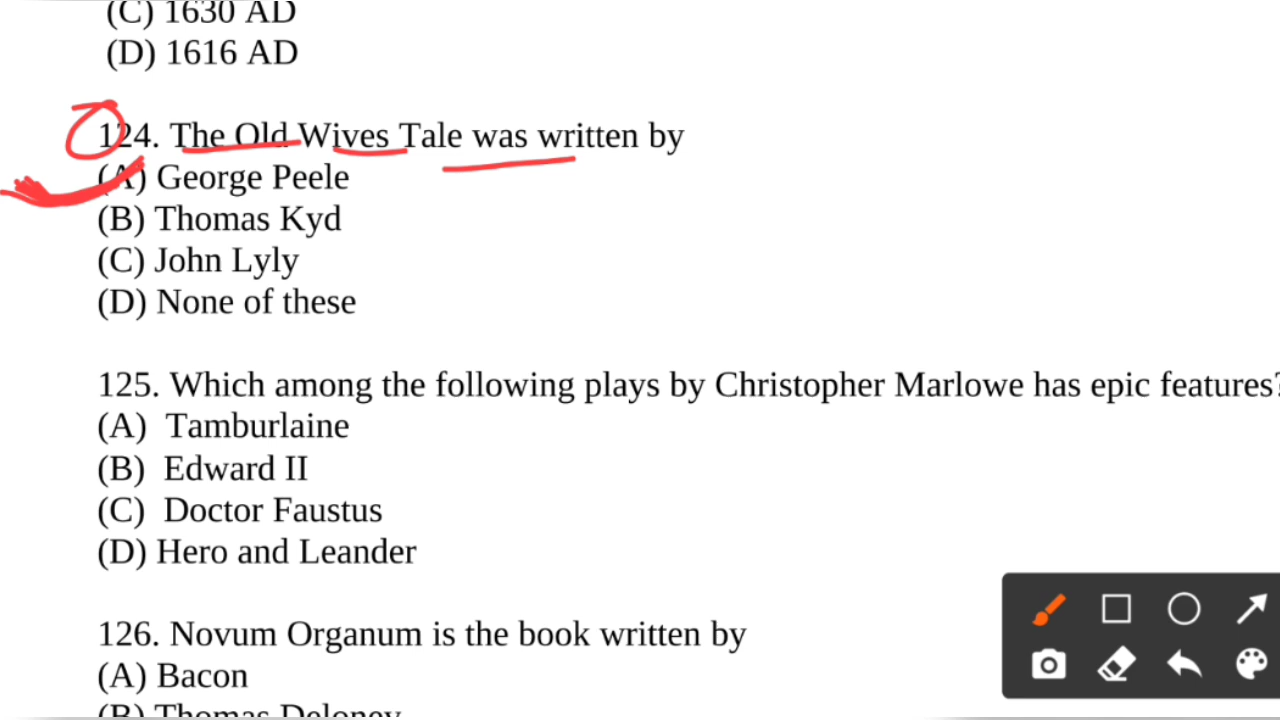 (C) 1630 AD
(D) 1616 AD
124. The Old Wives Tale was written by
(A) George Peele
(B) Thomas Kyd
(C) John Lyly
(D) None of these
125. Which among the following plays by Christopher Marlowe has epic features?
(A) Tamburlaine
(B) Edward II
(C) Doctor Faustus
(D) Hero and Leander
126. Novum Organum is the book written by
(A) Bacon
(B) Thomas Deloney